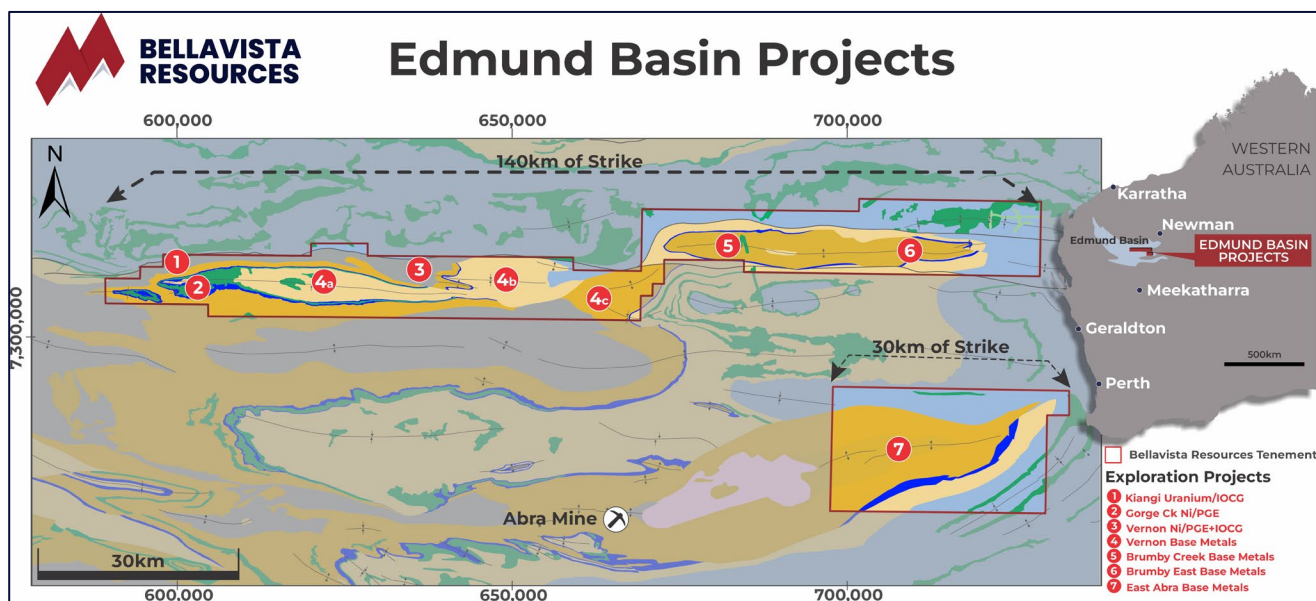 BELLAVISTA
RESOURCES
Edmund Basin Projects
600,000
650,000
700,000
N
140km of Strike
WESTERN
AUSTRALIA
Karratha
Newman
Edmund Basin
EDMUND BASIN
PROJECTS
Meekatharra
Geraldton
Perth
500km
1
2
3
4a
4b
4c
5
6
7,300,000
30km of Strike
7
Abra Mine
30km
600,000
650,000
700,000
Bellavista Resources Tenement
Exploration Projects
1 Kiangi Uranium/IOCG
2 Gorge Ck Ni/PGE
3 Vernon Ni/PGE+IOCG
4 Vernon Base Metals
5 Brumby Creek Base Metals
6 Brumby East Base Metals
7 East Abra Base Metals